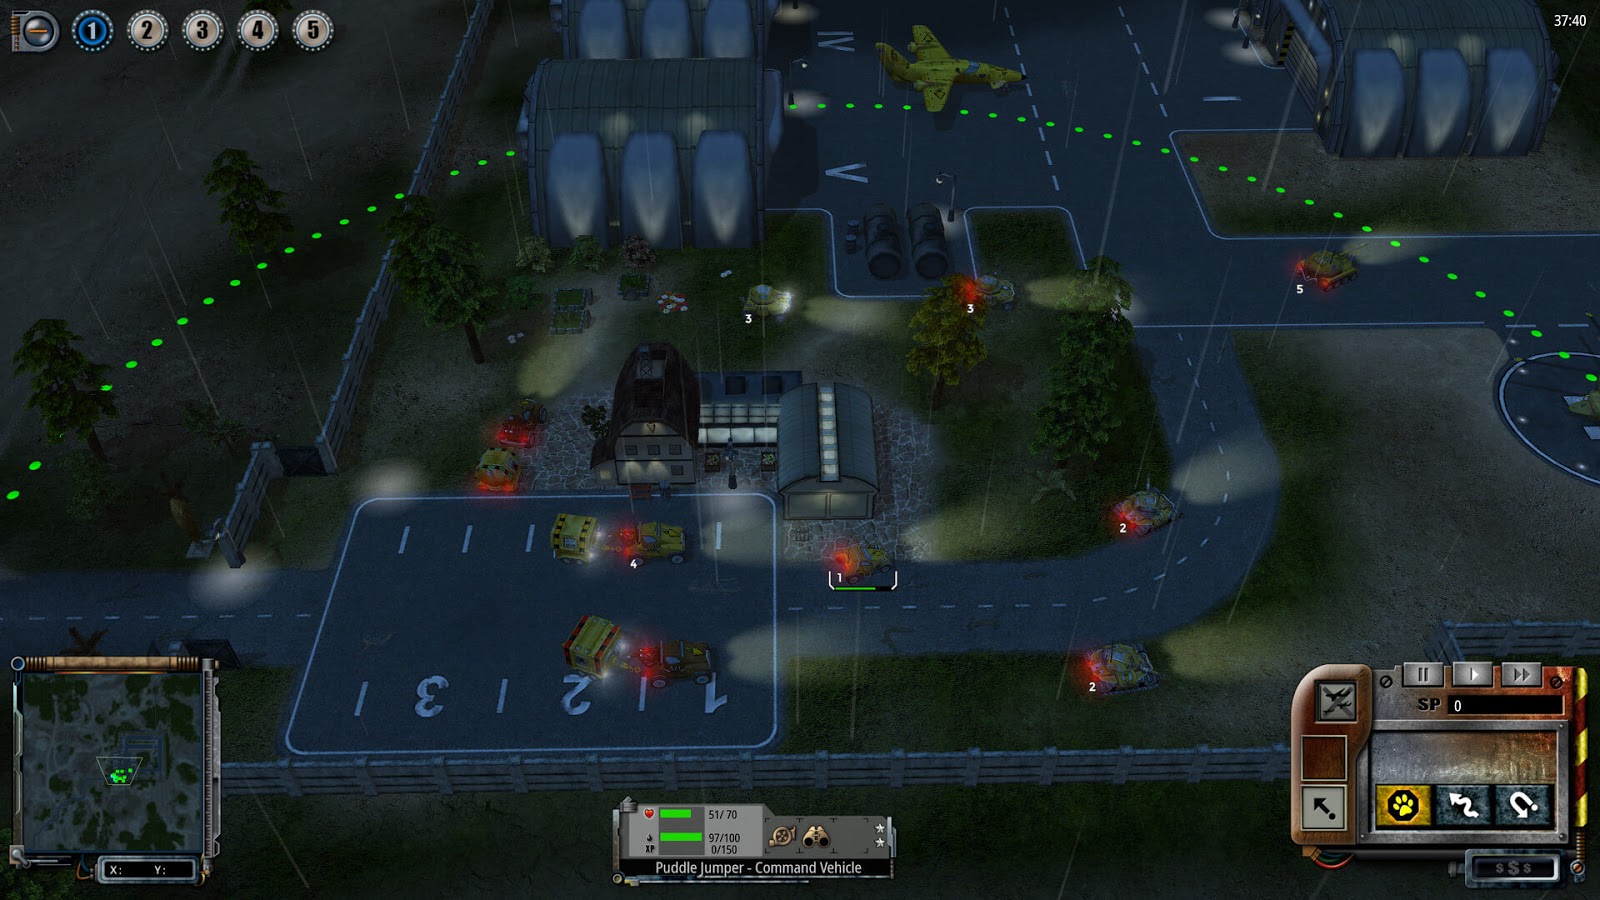 1 2 3 4 5
37:40
3
3
5
2
4
1
2
3 2 1
SP 0
51/70
97/100
XP 0/150
X: Y:
$ $ $
Puddle Jumper - Command Vehicle